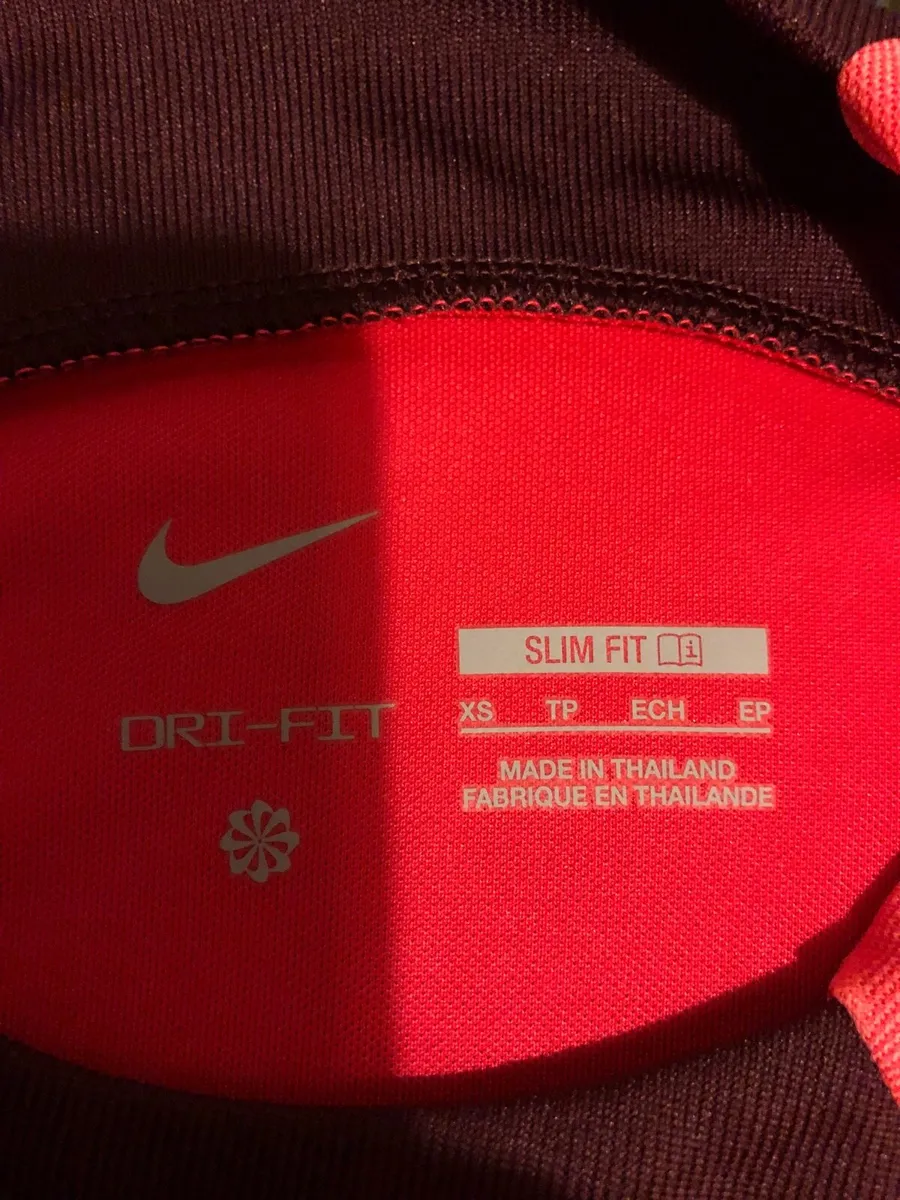 DRI-FIT
SLIM FIT
XS TP ECH EP
MADE IN THAILAND
FABRIQUE EN THAILANDE